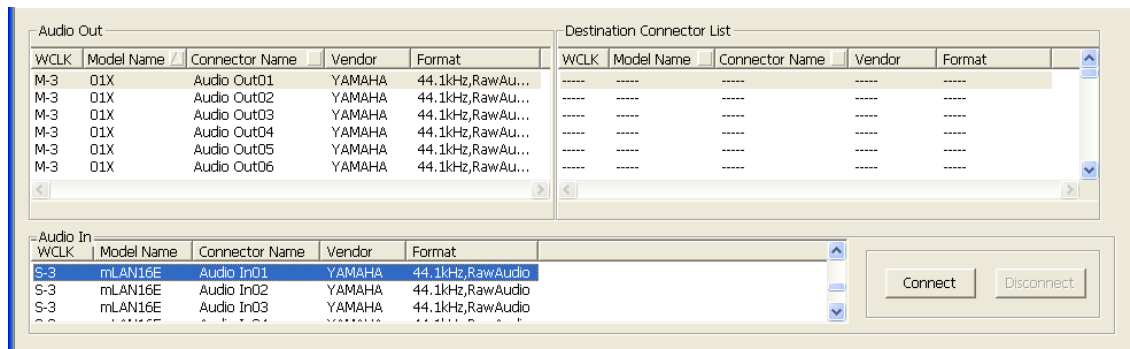 Audio Out
WCLK Model Name Connector Name Vendor Format
M-3 01X Audio Out01 YAMAHA 44.1kHz,RawAu...
M-3 01X Audio Out02 YAMAHA 44.1kHz,RawAu...
M-3 01X Audio Out03 YAMAHA 44.1kHz,RawAu...
M-3 01X Audio Out04 YAMAHA 44.1kHz,RawAu...
M-3 01X Audio Out05 YAMAHA 44.1kHz,RawAu...
M-3 01X Audio Out06 YAMAHA 44.1kHz,RawAu...
Destination Connector List
WCLK Model Name Connector Name Vendor Format
----- ----- ----- ----- -----
----- ----- ----- ----- -----
----- ----- ----- ----- -----
----- ----- ----- ----- -----
----- ----- ----- ----- -----
----- ----- ----- ----- -----
Audio In
WCLK Model Name Connector Name Vendor Format
S-3 mLAN16E Audio In01 YAMAHA 44.1kHz,RawAudio
S-3 mLAN16E Audio In02 YAMAHA 44.1kHz,RawAudio
S-3 mLAN16E Audio In03 YAMAHA 44.1kHz,RawAudio
Connect
Disconnect